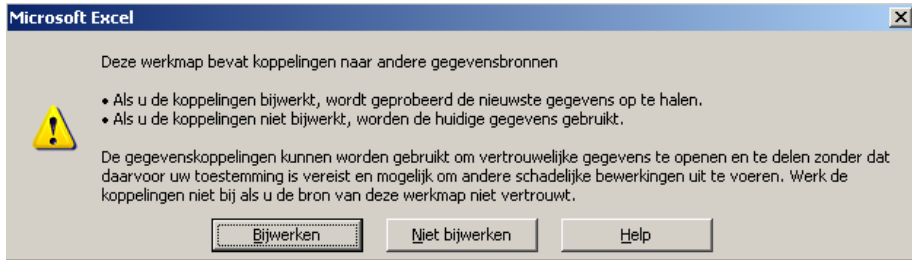 Microsoft Excel
Deze werkmap bevat koppelingen naar andere gegevensbronnen
• Als u de koppelingen bijwerkt, wordt geprobeerd de nieuwste gegevens op te halen.
• Als u de koppelingen niet bijwerkt, worden de huidige gegevens gebruikt.
De gegevenskoppelingen kunnen worden gebruikt om vertrouwelijke gegevens te openen en te delen zonder dat
daarvoor uw toestemming is vereist en mogelijk om andere schadelijke bewerkingen uit te voeren. Werk de
koppelingen niet bij als u de bron van deze werkmap niet vertrouwt.
Bijwerken Niet bijwerken Help